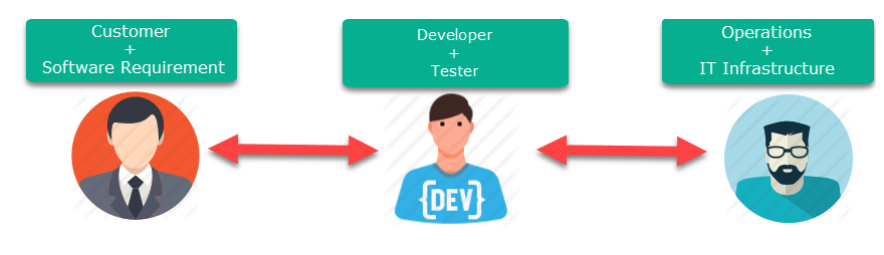 Customer
+
Software Requirement
Developer
+
Tester
Operations
+
IT Infrastructure
{DEV}